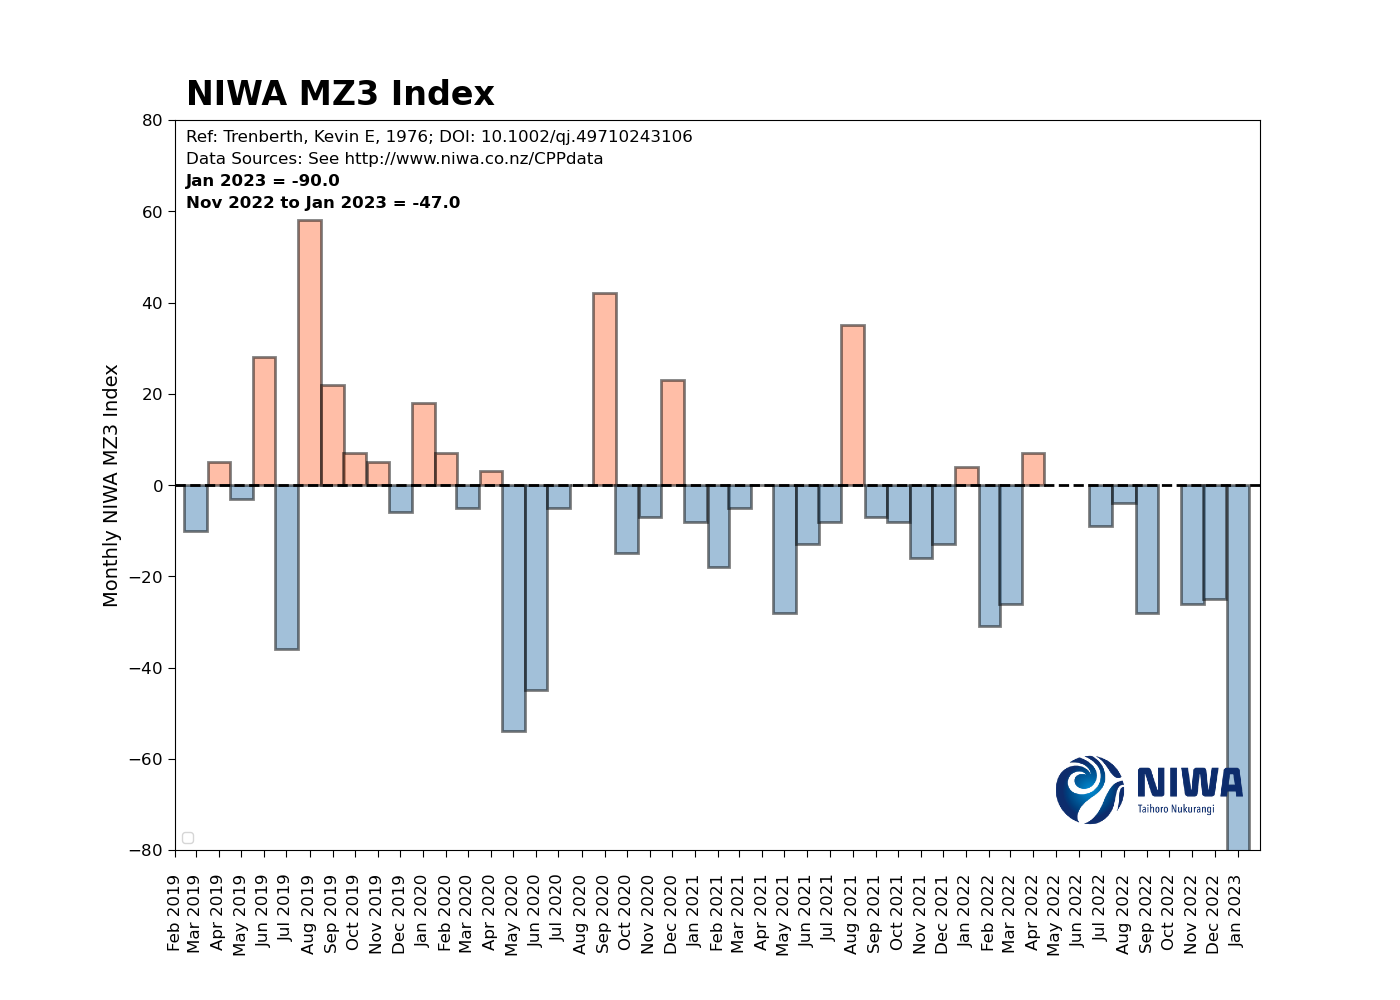 NIWA MZ3 Index
Ref: Trenberth, Kevin E, 1976; DOI: 10.1002/qj.49710243106
Data Sources: See http://www.niwa.co.nz/CPPdata
Jan 2023 = -90.0
Nov 2022 to Jan 2023 = -47.0
Monthly NIWA MZ3 Index
80
60
40
20
0
−20
−40
−60
−80
NIWA
Taihoro Nukurangi
Feb 2019
Mar 2019
Apr 2019
May 2019
Jun 2019
Jul 2019
Aug 2019
Sep 2019
Oct 2019
Nov 2019
Dec 2019
Jan 2020
Feb 2020
Mar 2020
Apr 2020
May 2020
Jun 2020
Jul 2020
Aug 2020
Sep 2020
Oct 2020
Nov 2020
Dec 2020
Jan 2021
Feb 2021
Mar 2021
Apr 2021
May 2021
Jun 2021
Jul 2021
Aug 2021
Sep 2021
Oct 2021
Nov 2021
Dec 2021
Jan 2022
Feb 2022
Mar 2022
Apr 2022
May 2022
Jun 2022
Jul 2022
Aug 2022
Sep 2022
Oct 2022
Nov 2022
Dec 2022
Jan 2023